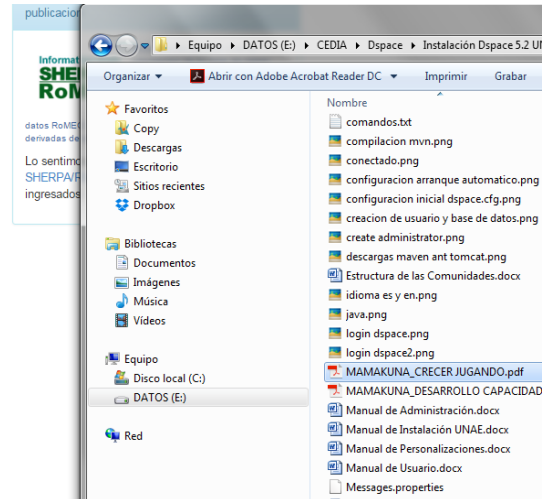 publicacion
Informat
SHE
RoM
datos RoMEO
derivadas de
Lo sentimo
SHERPA/R
ingresados
Equipo DATOS (E:) CEDIA Dspace Instalación Dspace 5.2 UN
Organizar Abrir con Adobe Acrobat Reader DC Imprimir Grabar
Favoritos
Copy
Descargas
Escritorio
Sitios recientes
Dropbox
Bibliotecas
Documentos
Imágenes
Música
Vídeos
Equipo
Disco local (C:)
DATOS (E:)
Red
Nombre
comandos.txt
compilacion mvn.png
conectado.png
configuracion arranque automatico.png
configuracion inicial dspace.cfg.png
creacion de usuario y base de datos.png
create administrator.png
descargas maven ant tomcat.png
Estructura de las Comunidades.docx
idioma es y en.png
java.png
login dspace.png
login dspace2.png
MAMAKUNA_CRECER JUGANDO.pdf
MAMAKUNA_DESARROLLO CAPACIDAD
Manual de Administración.docx
Manual de Instalación UNAE.docx
Manual de Personalizaciones.docx
Manual de Usuario.docx
Messages.properties